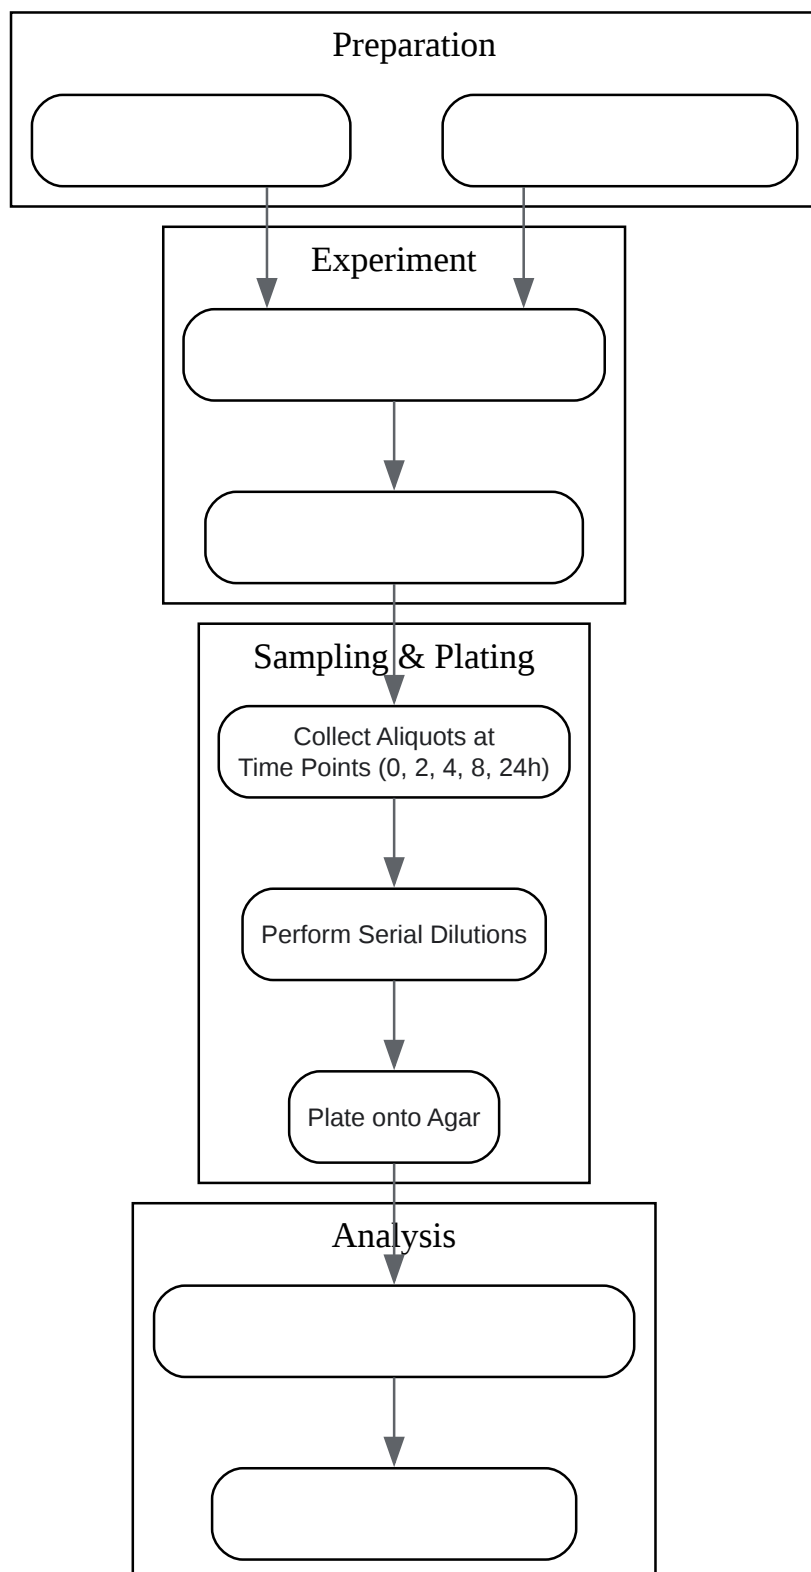 Preparation
Experiment
Sampling & Plating
Collect Aliquots at
Time Points (0, 2, 4, 8, 24h)
Perform Serial Dilutions
Plate onto Agar
Analysis